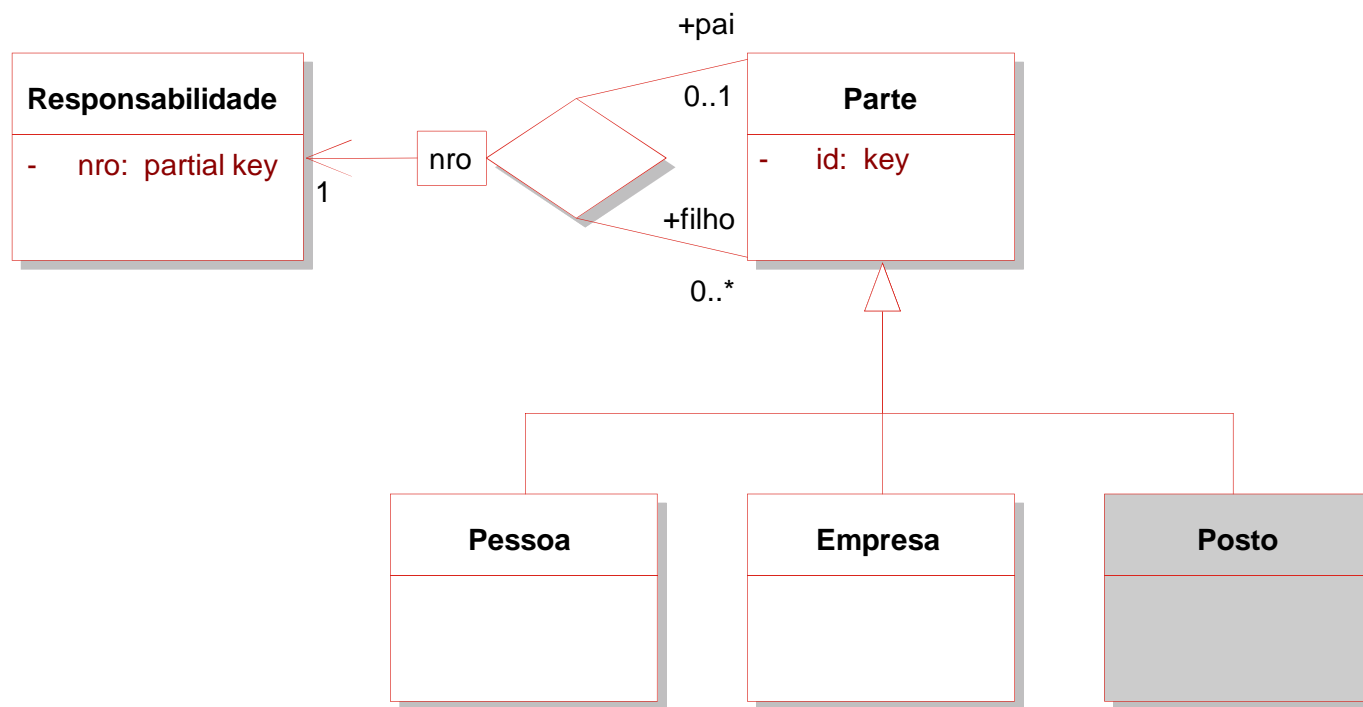 +pai
Responsabilidade
0..1
Parte
- nro: partial key
nro
- id: key
1
+filho
0..*
Pessoa
Empresa
Posto